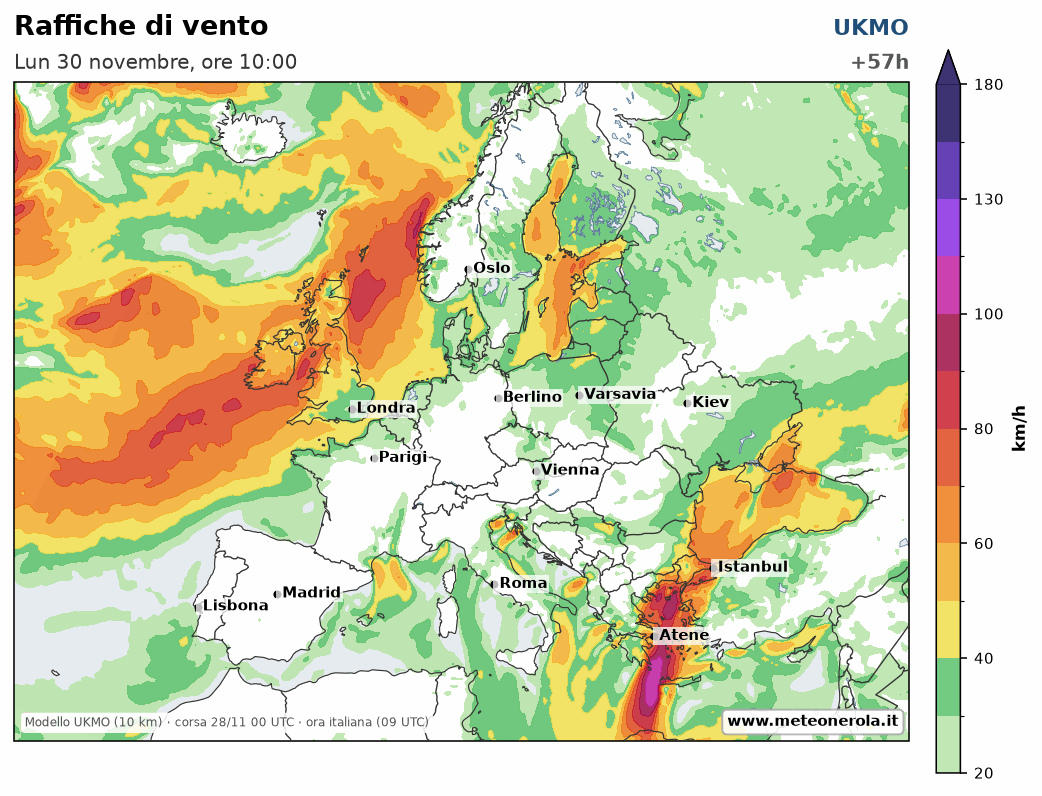 Raffiche di vento
UKMO
Lun 30 novembre, ore 10:00
+57h
180
130
100
80
60
40
20
km/h
Oslo
Berlino
Varsavia
Kiev
Londra
Parigi
Vienna
Istanbul
Roma
Madrid
Lisbona
Atene
Modello UKMO (10 km) · corsa 28/11 00 UTC · ora italiana (09 UTC)
www.meteonerola.it